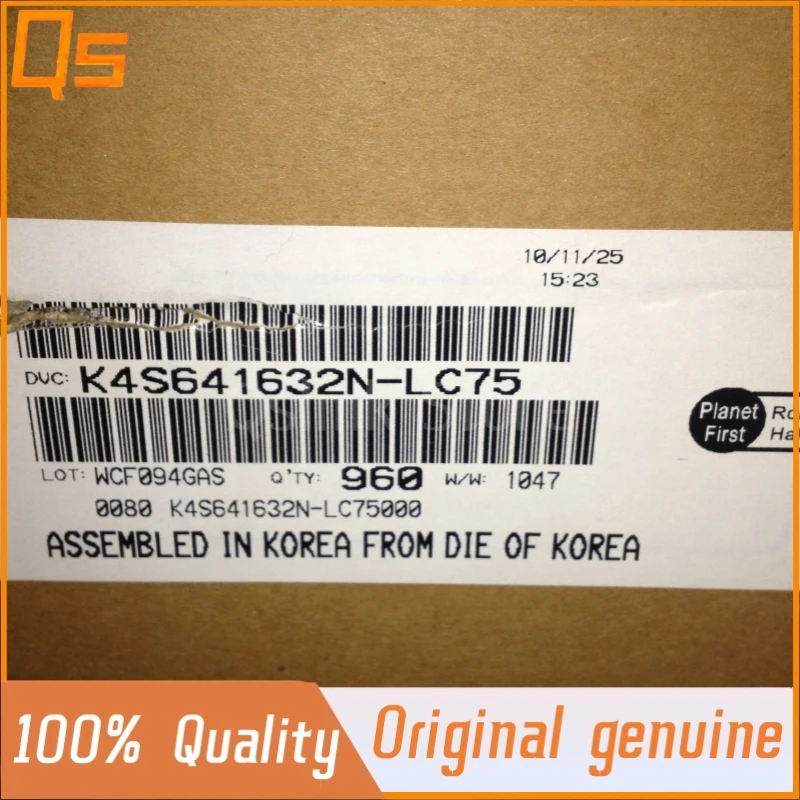 QS
10/11/25
15:23
DVC: K4S641632N-LC75
Planet
First
LOT: WCF094GAS Q'TY: 960 W/W: 1047
0080 K4S641632N-LC75000
ASSEMBLED IN KOREA FROM DIE OF KOREA
100% Quality
Original genuine